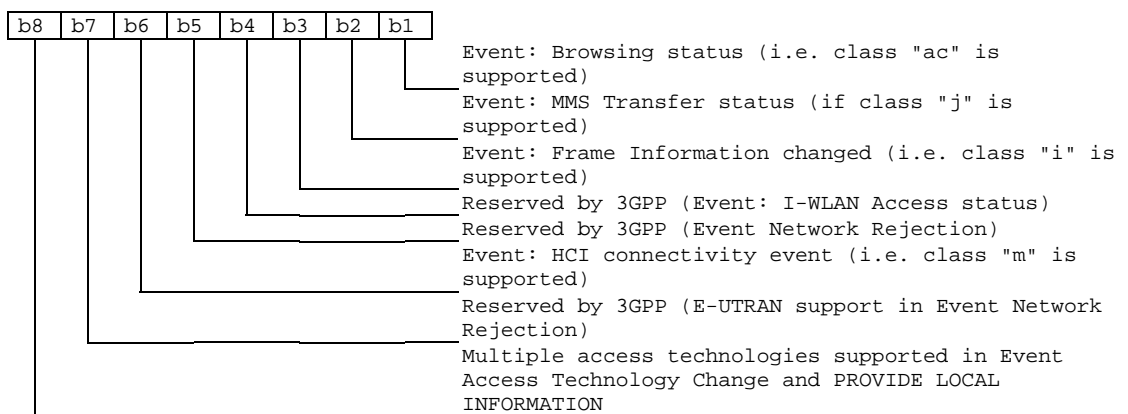 b8 b7 b6 b5 b4 b3 b2 b1
Event: Browsing status (i.e. class "ac" is
supported)
Event: MMS Transfer status (if class "j" is
supported)
Event: Frame Information changed (i.e. class "i" is
supported)
Reserved by 3GPP (Event: I-WLAN Access status)
Reserved by 3GPP (Event Network Rejection)
Event: HCI connectivity event (i.e. class "m" is
supported)
Reserved by 3GPP (E-UTRAN support in Event Network
Rejection)
Multiple access technologies supported in Event
Access Technology Change and PROVIDE LOCAL
INFORMATION